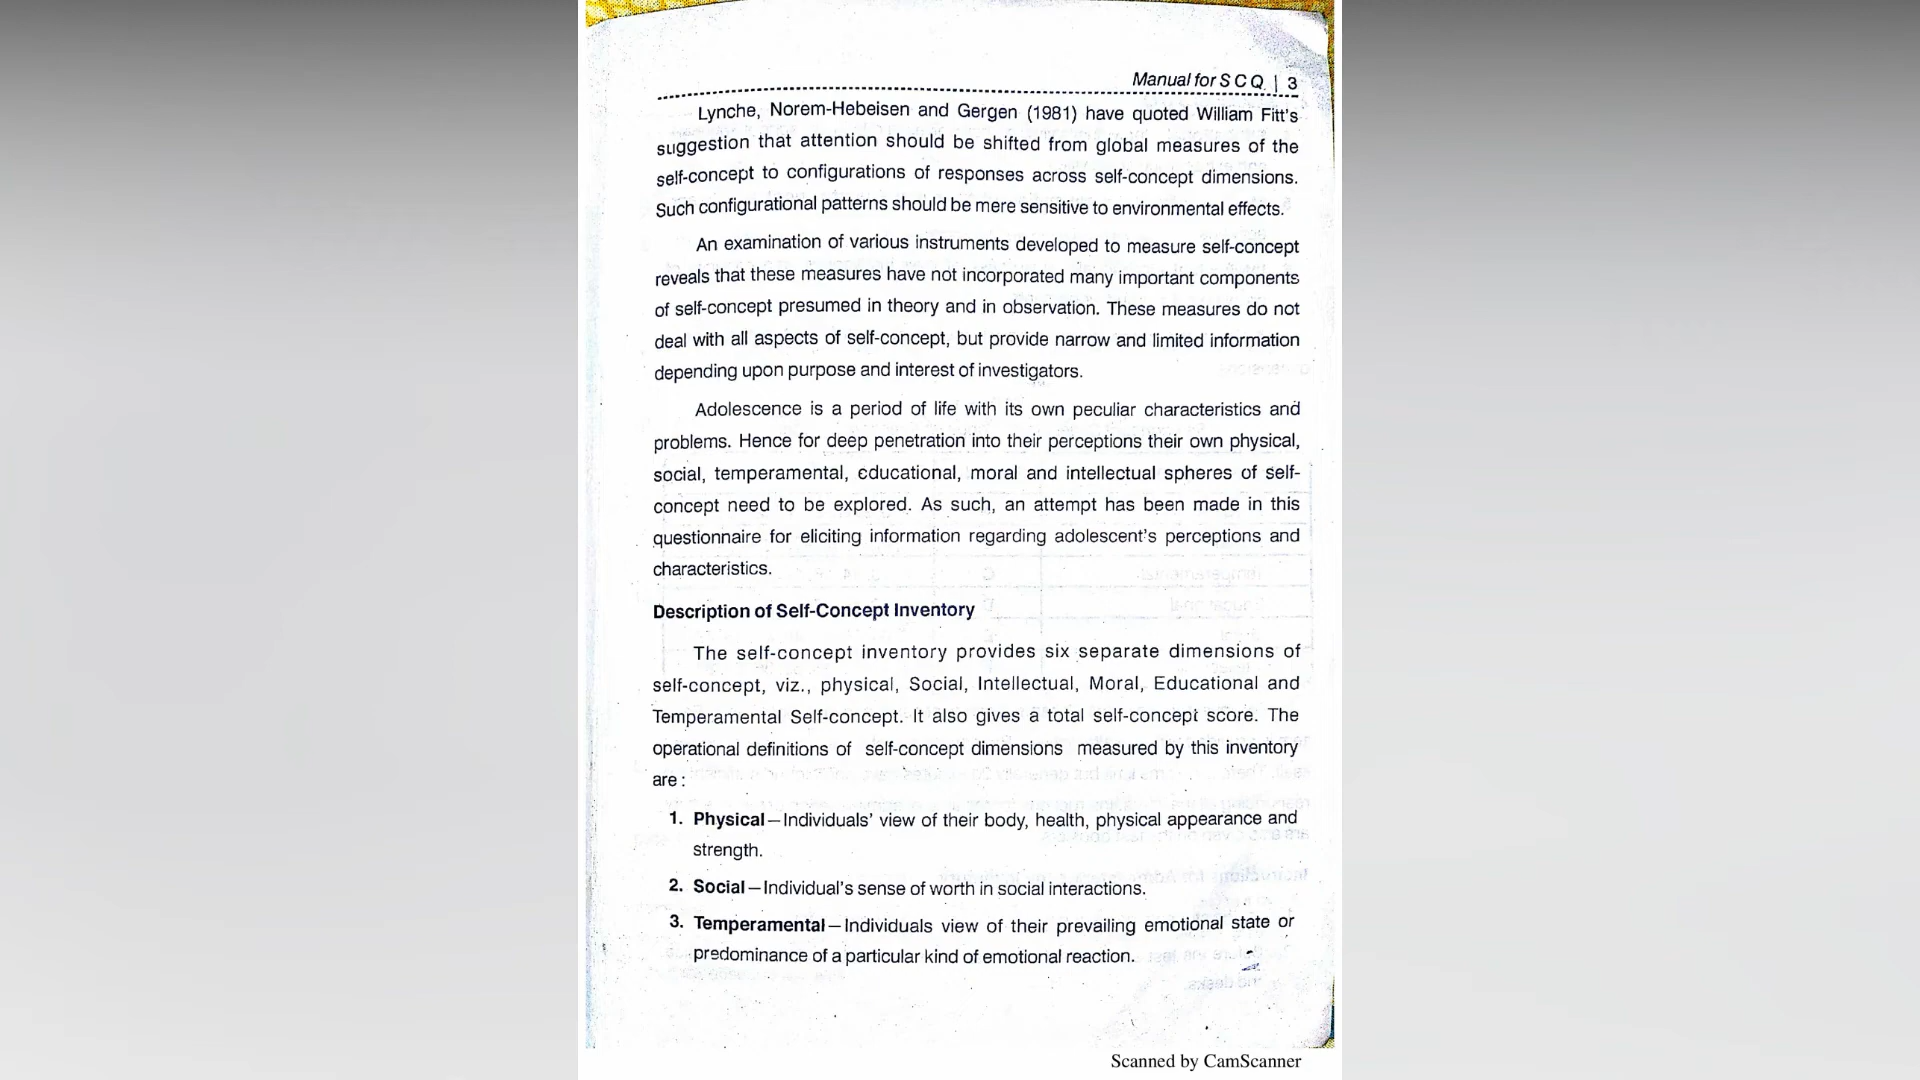 Manual for S C Q | 3
Lynche, Norem-Hebeisen and Gergen (1981) have quoted William Fitt's
suggestion that attention should be shifted from global measures of the
self-concept to configurations of responses across self-concept dimensions.
Such configurational patterns should be mere sensitive to environmental effects.
An examination of various instruments developed to measure self-concept
reveals that these measures have not incorporated many important components
of self-concept presumed in theory and in observation. These measures do not
deal with all aspects of self-concept, but provide narrow and limited information
depending upon purpose and interest of investigators.
Adolescence is a period of life with its own peculiar characteristics and
problems. Hence for deep penetration into their perceptions their own physical,
social, temperamental, educational, moral and intellectual spheres of self-
concept need to be explored. As such, an attempt has been made in this
questionnaire for eliciting information regarding adolescent's perceptions and
characteristics.
Description of Self-Concept Inventory
The self-concept inventory provides six separate dimensions of
self-concept, viz., physical, Social, Intellectual, Moral, Educational and
Temperamental Self-concept. It also gives a total self-concept score. The
operational definitions of self-concept dimensions measured by this inventory
are :
1. Physical – Individuals' view of their body, health, physical appearance and
strength.
2. Social – Individual's sense of worth in social interactions.
3. Temperamental – Individuals view of their prevailing emotional state or
predominance of a particular kind of emotional reaction.
Scanned by CamScanner